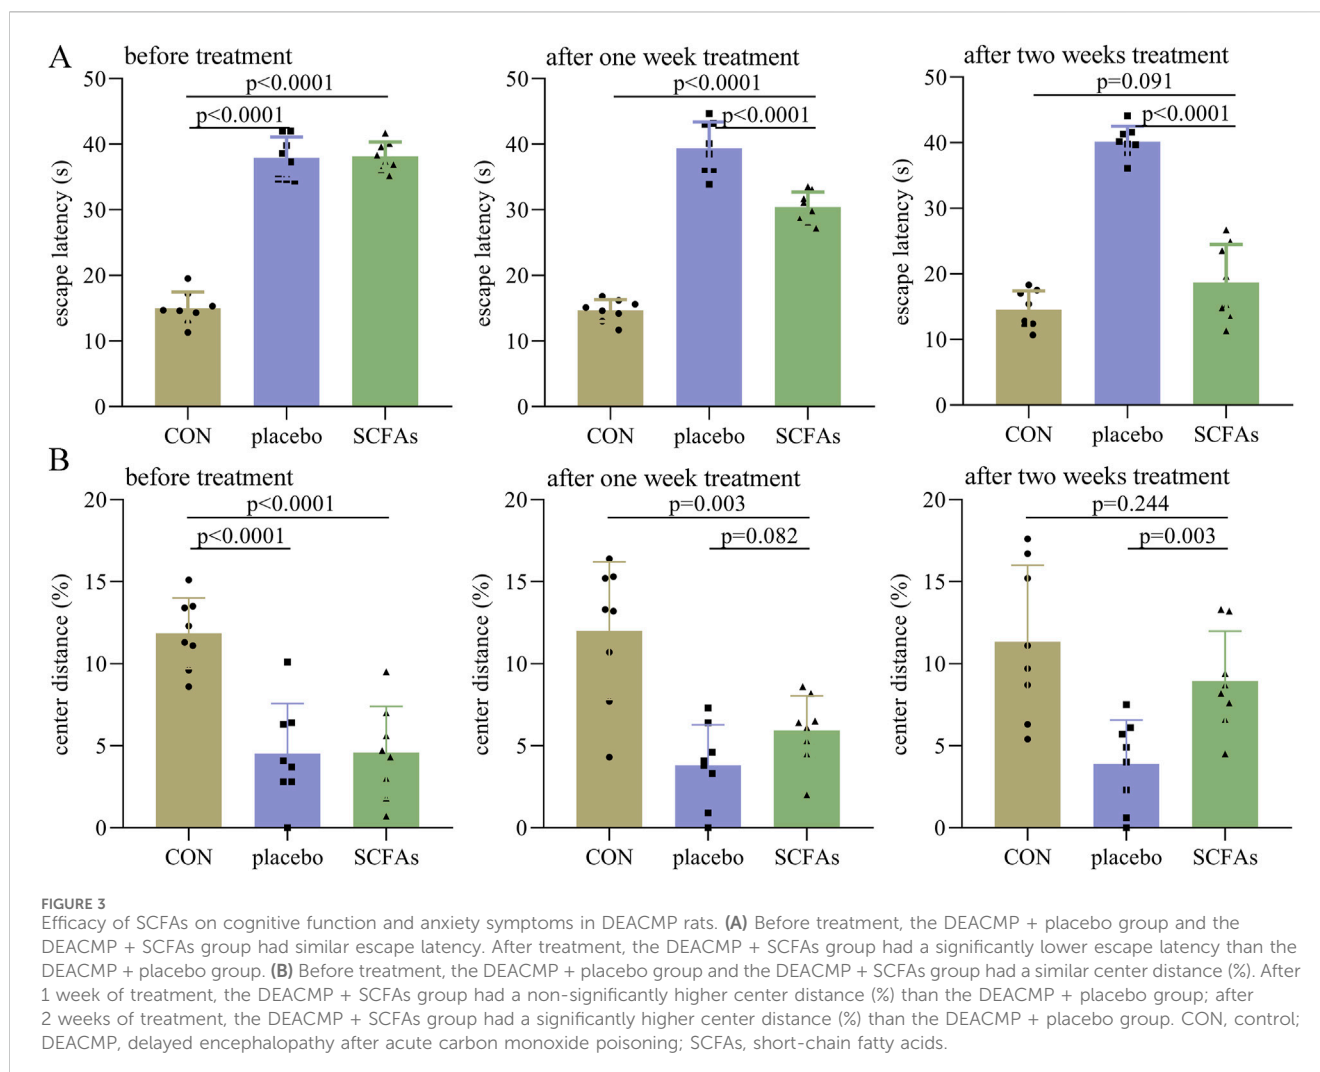 A
before treatment
after one week treatment
after two weeks treatment
50
40
30
20
10
0
escape latency (s)
p<0.0001
p<0.0001
CON placebo SCFAs
50
40
30
20
10
0
escape latency (s)
p<0.0001
p<0.0001
CON placebo SCFAs
50
40
30
20
10
0
escape latency (s)
p=0.091
p<0.0001
CON placebo SCFAs
B
before treatment
after one week treatment
after two weeks treatment
20
15
10
5
0
center distance (%)
p<0.0001
p<0.0001
CON placebo SCFAs
20
15
10
5
0
center distance (%)
p=0.003
p=0.082
CON placebo SCFAs
20
15
10
5
0
center distance (%)
p=0.244
p=0.003
CON placebo SCFAs
FIGURE 3
Efficacy of SCFAs on cognitive function and anxiety symptoms in DEACMP rats. (A) Before treatment, the DEACMP + placebo group and the
DEACMP + SCFAs group had similar escape latency. After treatment, the DEACMP + SCFAs group had a significantly lower escape latency than the
DEACMP + placebo group. (B) Before treatment, the DEACMP + placebo group and the DEACMP + SCFAs group had a similar center distance (%). After
1 week of treatment, the DEACMP + SCFAs group had a non-significantly higher center distance (%) than the DEACMP + placebo group; after
2 weeks of treatment, the DEACMP + SCFAs group had a significantly higher center distance (%) than the DEACMP + placebo group. CON, control;
DEACMP, delayed encephalopathy after acute carbon monoxide poisoning; SCFAs, short-chain fatty acids.